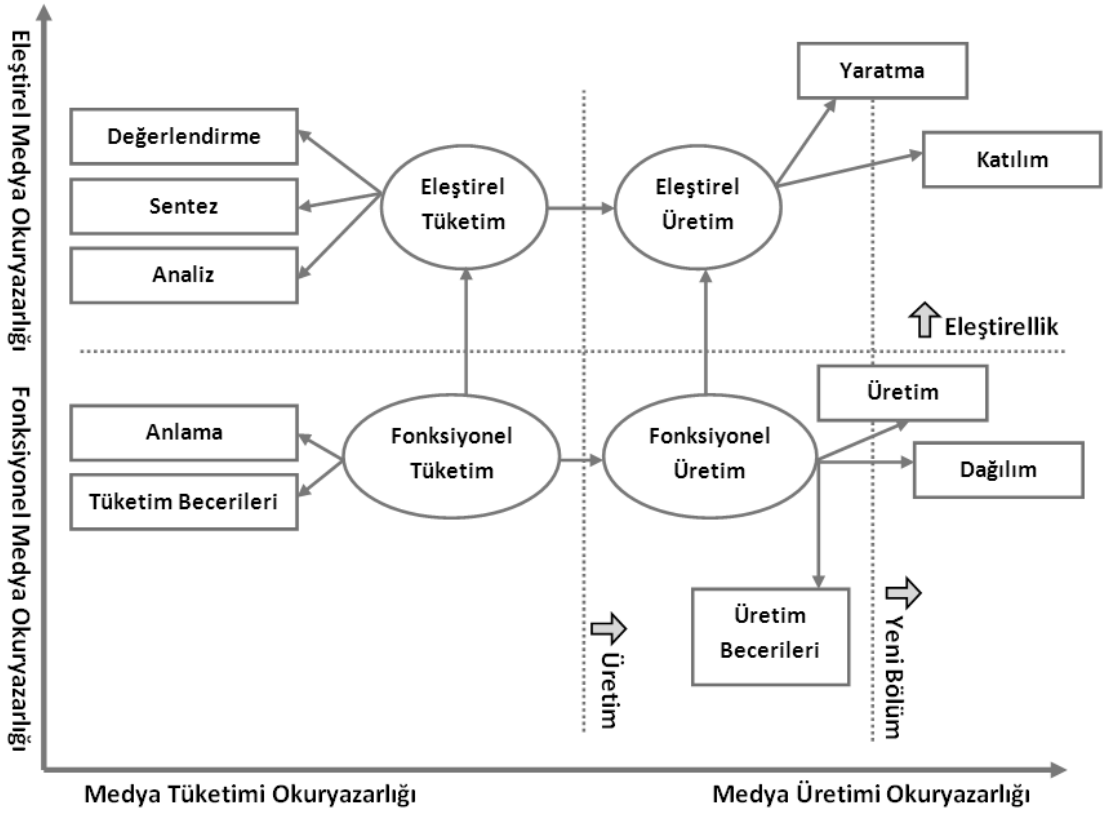 Eleştirel Medya Okuryazarlığı
Fonksiyonel Medya Okuryazarlığı
Değerlendirme
Sentez
Analiz
Eleştirel
Tüketim
Eleştirel
Üretim
Yaratma
Katılım
Eleştirellik
Anlama
Tüketim Becerileri
Fonksiyonel
Tüketim
Fonksiyonel
Üretim
Üretim
Dağılım
Üretim
Becerileri
Üretim
Yeni Bölüm
Medya Tüketimi Okuryazarlığı
Medya Üretimi Okuryazarlığı